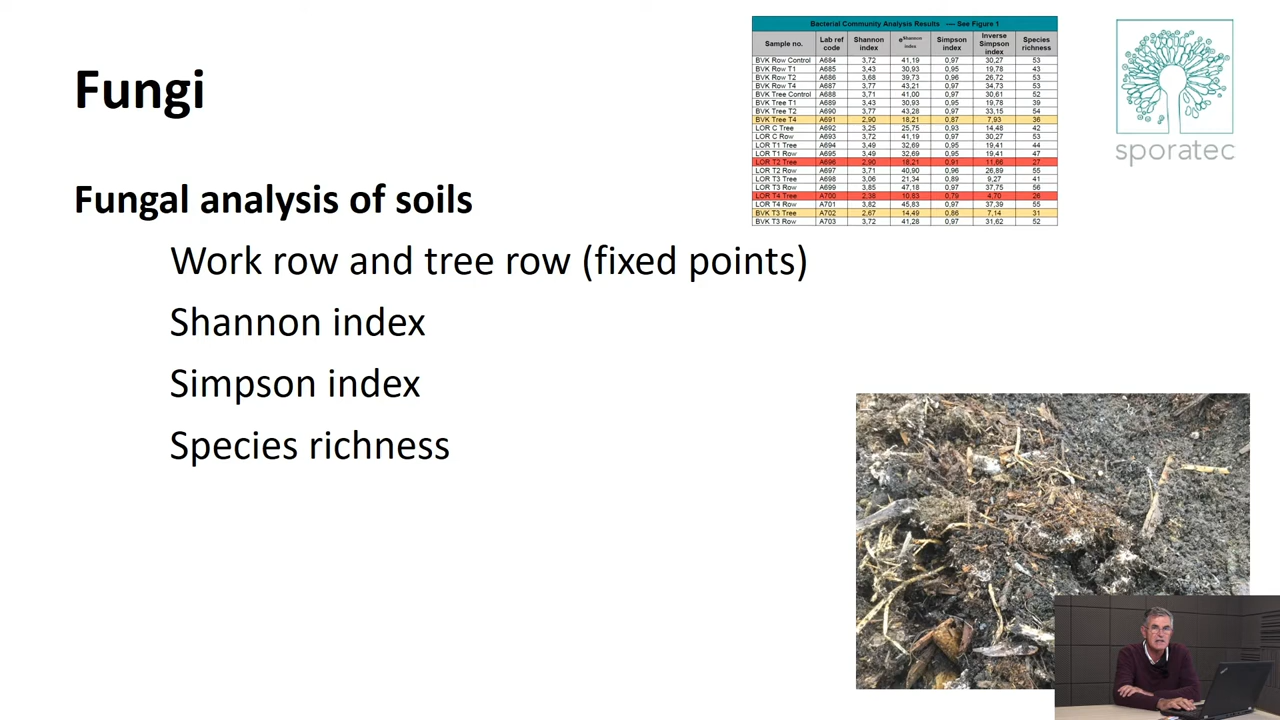 Fungi
Fungal analysis of soils
Work row and tree row (fixed points)
Shannon index
Simpson index
Species richness
Bacterial Community Analysis Results ---- See Figure 1
Sample no. Lab ref code Shannon index eShannon index Simpson index Inverse Simpson index Species richness
BVK Row Control A684 3,72 41,19 0,97 30,27 53
BVK Row T1 A685 3,43 30,93 0,95 19,78 43
BVK Row T2 A686 3,68 39,73 0,96 26,72 53
BVK Row T4 A687 3,77 43,21 0,97 34,73 53
BVK Tree Control A688 3,71 41,00 0,97 30,61 52
BVK Tree T1 A689 3,43 30,93 0,95 19,78 39
BVK Tree T2 A690 3,77 43,28 0,97 33,15 54
BVK Tree T4 A691 2,90 18,21 0,87 7,93 36
LOR C Tree A692 3,25 25,75 0,93 14,48 42
LOR C Row A693 3,72 41,19 0,97 30,27 53
LOR T1 Tree A694 3,49 32,69 0,95 19,41 44
LOR T1 Row A695 3,49 32,69 0,95 19,41 47
LOR T2 Tree A696 2,90 18,21 0,91 11,66 27
LOR T2 Row A697 3,71 40,90 0,96 26,89 55
LOR T3 Tree A698 3,06 21,34 0,89 9,27 41
LOR T3 Row A699 3,85 47,18 0,97 37,75 56
LOR T4 Tree A700 2,38 10,83 0,79 4,70 26
LOR T4 Row A701 3,82 45,83 0,97 37,39 55
BVK T3 Tree A702 2,67 14,49 0,86 7,14 31
BVK T3 Row A703 3,72 41,28 0,97 31,62 52
sporatec